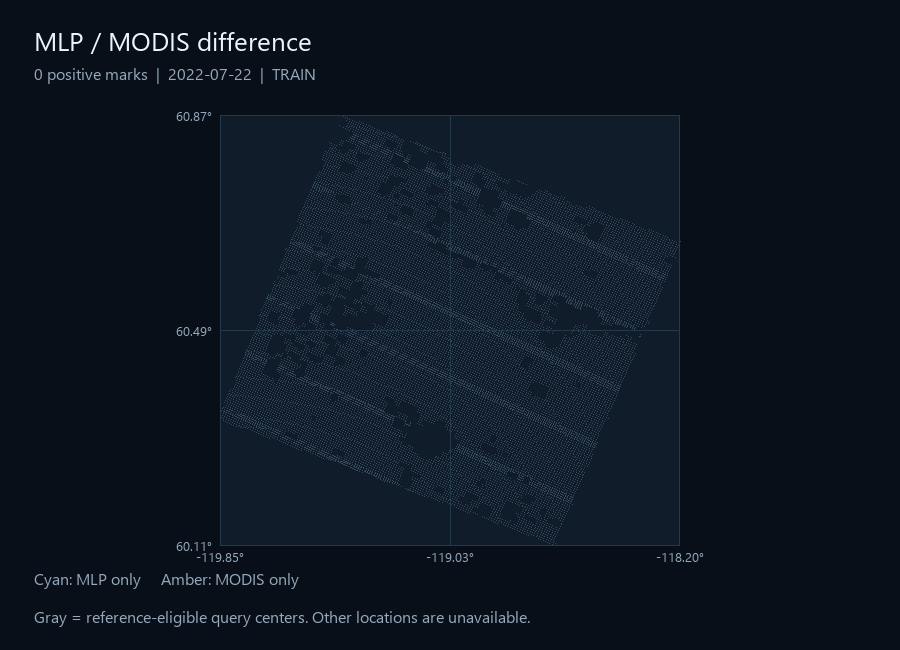 MLP / MODIS difference
0 positive marks | 2022-07-22 | TRAIN
60.87°
60.49°
60.11°
-119.85° -119.03° -118.20°
Cyan: MLP only Amber: MODIS only
Gray = reference-eligible query centers. Other locations are unavailable.